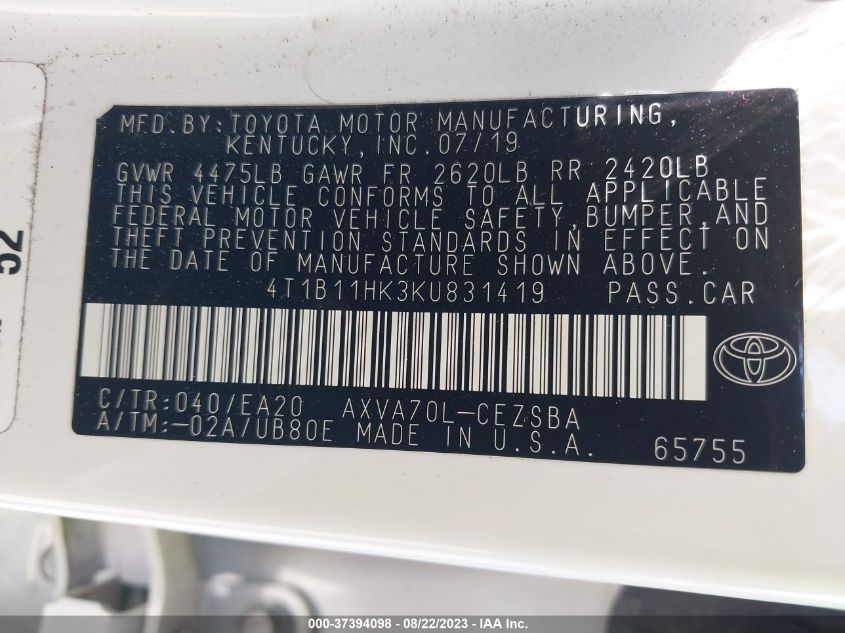 MFD.BY:TOYOTA MOTOR MANUFACTURING,
KENTUCKY, INC.07/19
GVWR 4475LB GAWR FR 2620LB RR 2420LB
THIS VEHICLE CONFORMS TO ALL APPLICABLE
FEDERAL MOTOR VEHICLE SAFETY,BUMPER,AND
THEFT PREVENTION STANDARDS IN EFFECT ON
THE DATE OF MANUFACTURE SHOWN ABOVE.
4T1B11HK3KU831419 PASS.CAR
C/TR:040/EA20 AXVA70L-CEZSBA
A/TM:-02A/UB80E MADE IN U.S.A. 65755
52
000-37394098 - 08/22/2023 - IAA Inc.